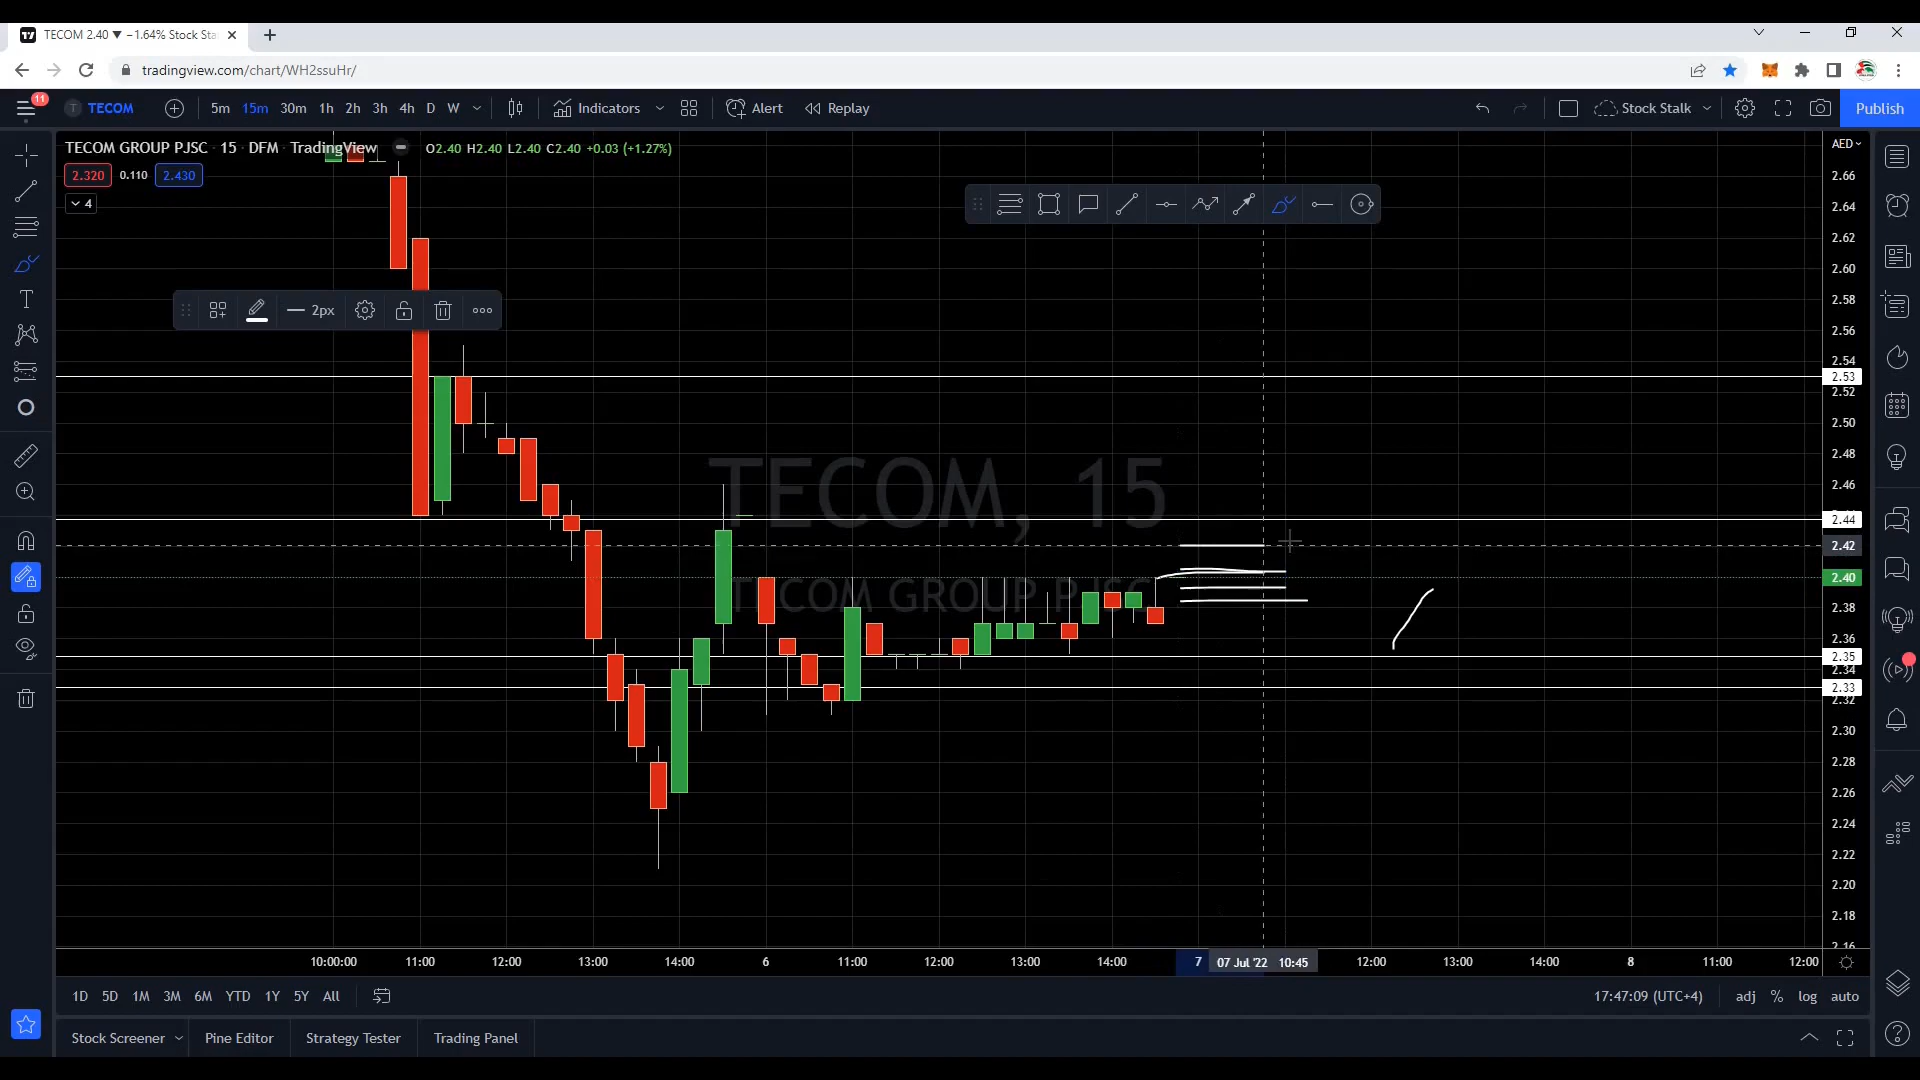 TECOM 2.40 ▼ −1.64% Stock Sta
tradingview.com/chart/WH2ssuHr/
11
TECOM 5m 15m 30m 1h 2h 3h 4h D W Indicators Alert Replay Stock Stalk Publish
TECOM GROUP PJSC · 15 · DFM · TradingView O2.40 H2.40 L2.40 C2.40 +0.03 (+1.27%)
AED
2.320 0.110 2.430
4
2px
TECOM, 15
TECOM GROUP PJSC
2.66
2.64
2.62
2.60
2.58
2.56
2.54
2.53
2.52
2.50
2.48
2.46
2.44
2.42
2.40
2.38
2.36
2.35
2.34
2.33
2.32
2.30
2.28
2.26
2.24
2.22
2.20
2.18
2.16
10:00:00 11:00 12:00 13:00 14:00 6 11:00 12:00 13:00 14:00 7 07 Jul '22 10:45 12:00 13:00 14:00 8 11:00 12:00
1D 5D 1M 3M 6M YTD 1Y 5Y All 17:47:09 (UTC+4) adj % log auto
Stock Screener Pine Editor Strategy Tester Trading Panel